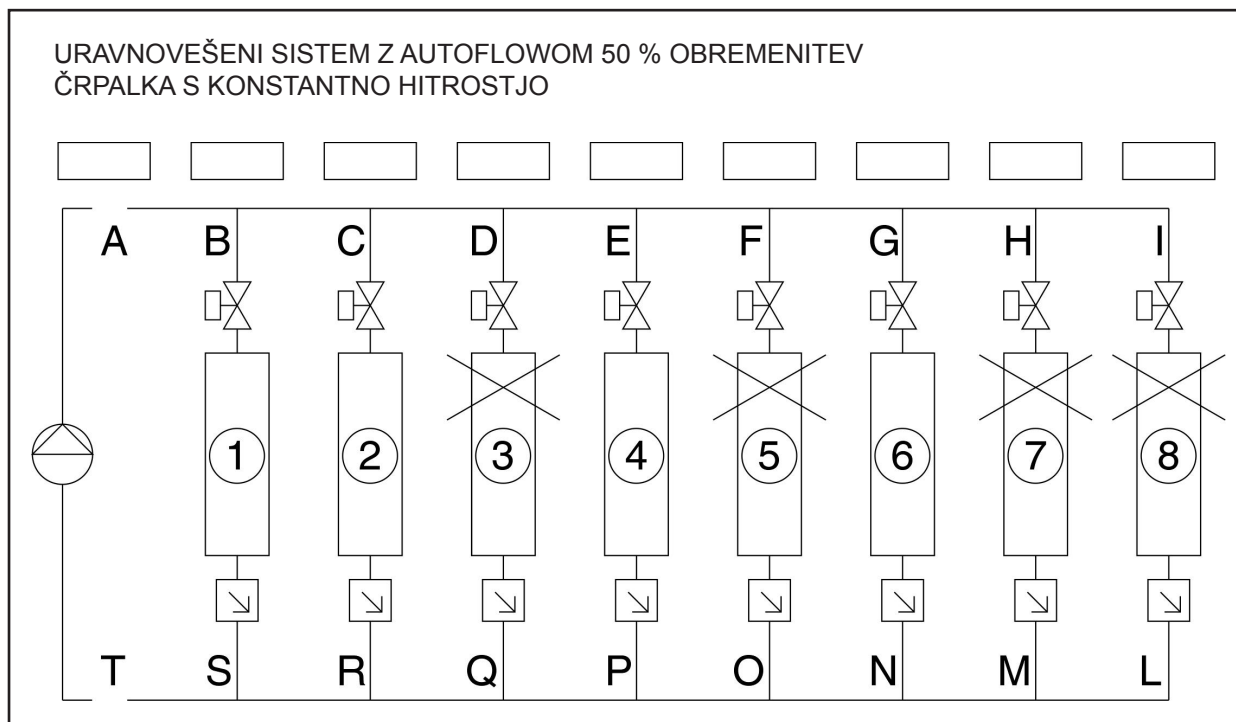 URAVNOVEŠENI SISTEM Z AUTOFLOWOM 50 % OBREMENITEV
ČRPALKA S KONSTANTNO HITROSTJO
A B C D E F G H I
1 2 3 4 5 6 7 8
T S R Q P O N M L